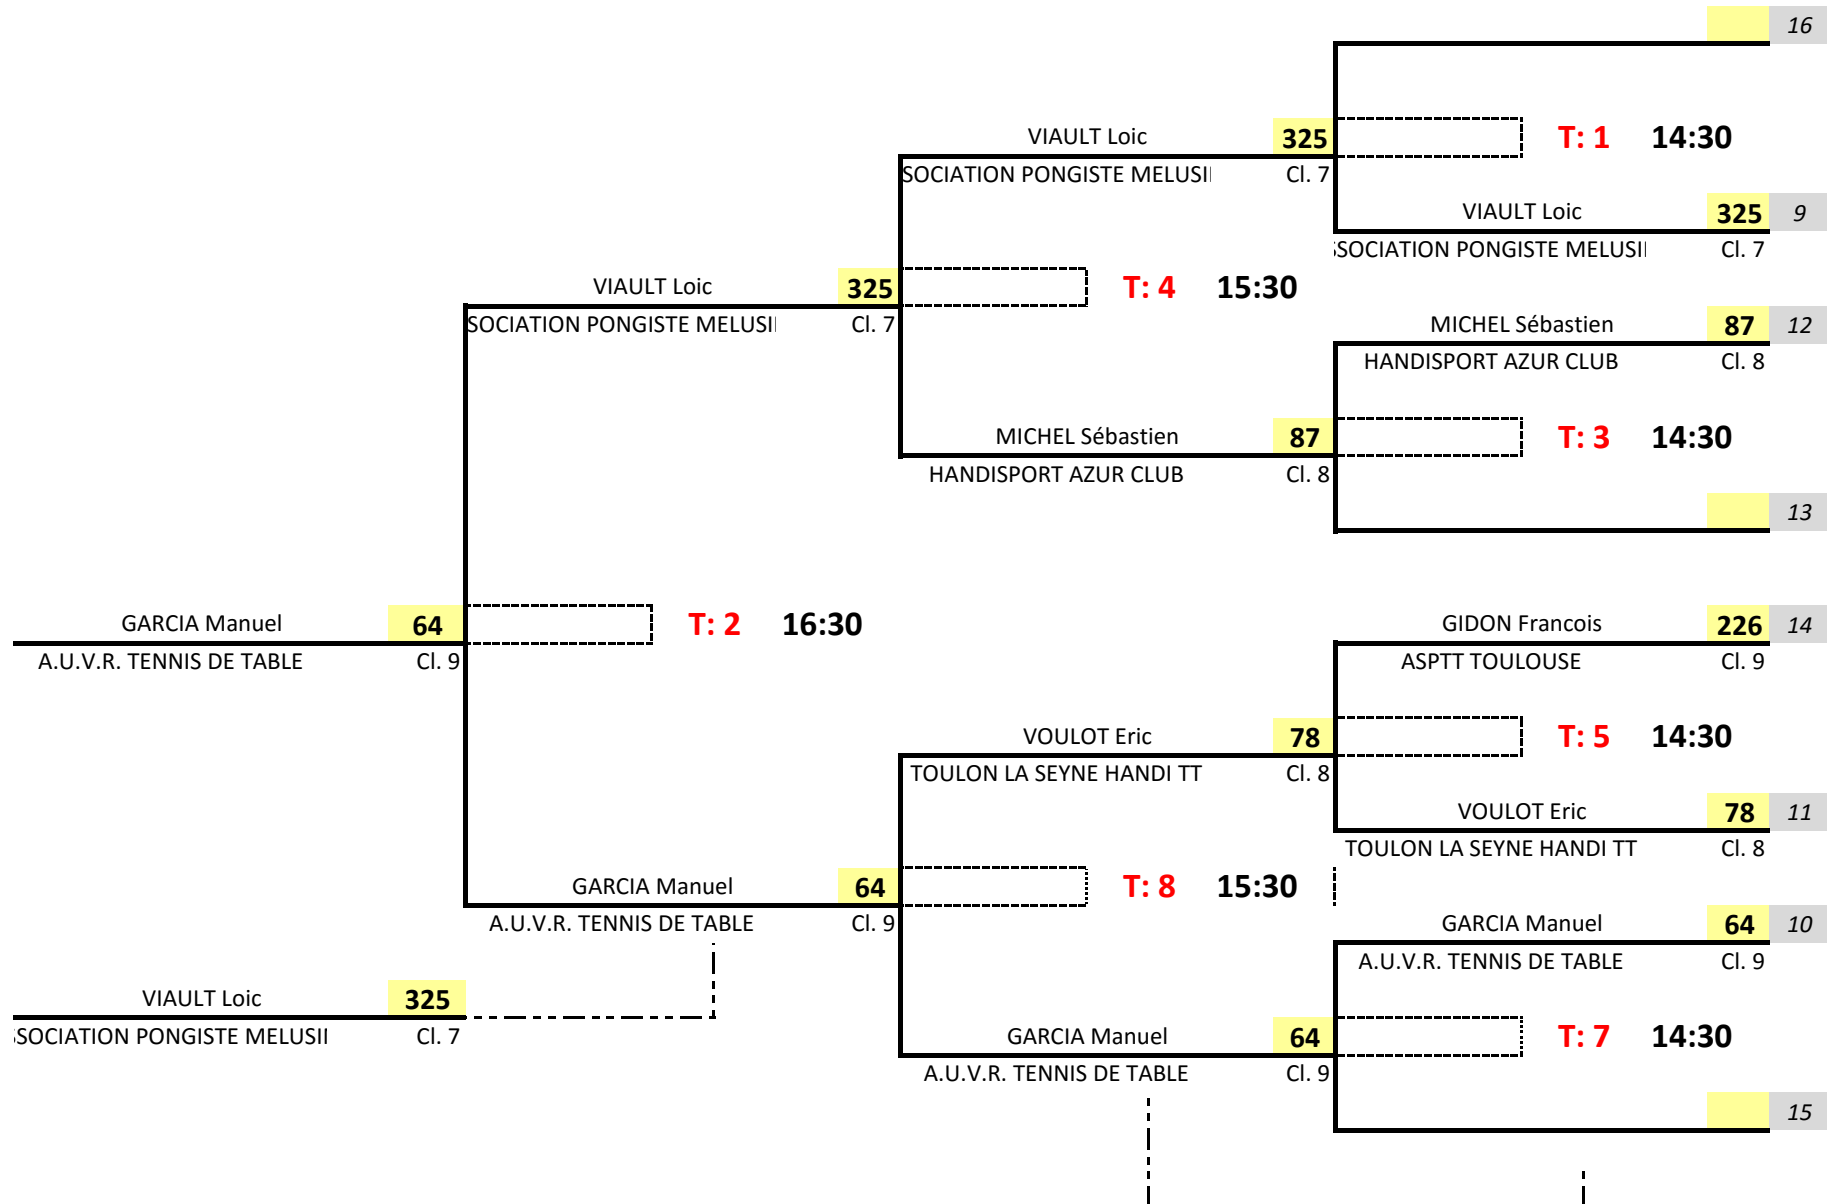 16
VIAULT Loic 325 T: 1 14:30
SOCIATION PONGISTE MELUSI Cl. 7
VIAULT Loic 325 9
SOCIATION PONGISTE MELUSI Cl. 7
VIAULT Loic 325 T: 4 15:30
SOCIATION PONGISTE MELUSI Cl. 7
MICHEL Sébastien 87 12
HANDISPORT AZUR CLUB Cl. 8
MICHEL Sébastien 87 T: 3 14:30
HANDISPORT AZUR CLUB Cl. 8
13
GARCIA Manuel 64 T: 2 16:30
A.U.V.R. TENNIS DE TABLE Cl. 9
GIDON Francois 226 14
ASPTT TOULOUSE Cl. 9
VOULOT Eric 78 T: 5 14:30
TOULON LA SEYNE HANDI TT Cl. 8
VOULOT Eric 78 11
TOULON LA SEYNE HANDI TT Cl. 8
GARCIA Manuel 64 T: 8 15:30
A.U.V.R. TENNIS DE TABLE Cl. 9
GARCIA Manuel 64 10
A.U.V.R. TENNIS DE TABLE Cl. 9
VIAULT Loic 325
SOCIATION PONGISTE MELUSII Cl. 7
GARCIA Manuel 64 T: 7 14:30
A.U.V.R. TENNIS DE TABLE Cl. 9
15